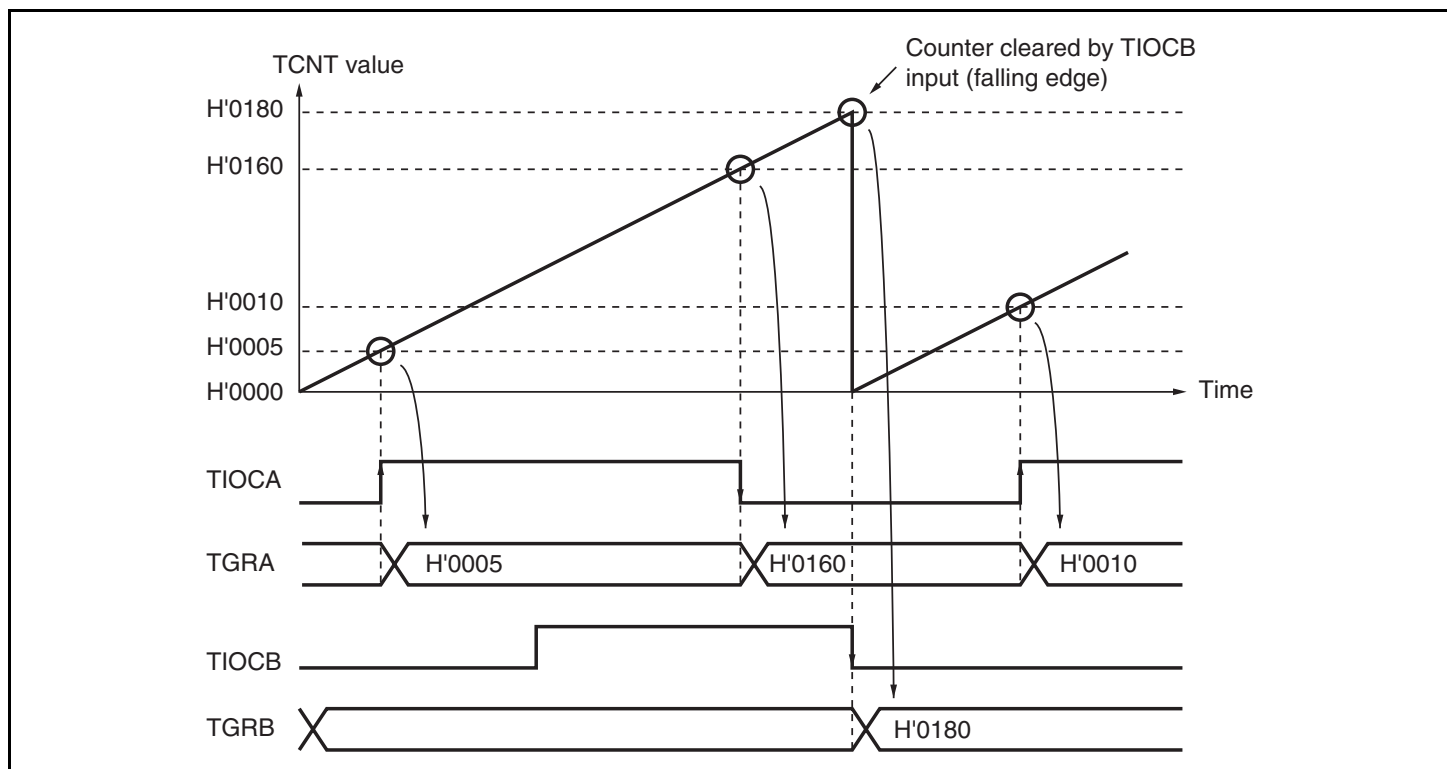 Counter cleared by TIOCB
input (falling edge)
TCNT value
H'0180
H'0160
H'0010
H'0005
H'0000
Time
TIOCA
TGRA
H'0005
H'0160
H'0010
TIOCB
TGRB
H'0180